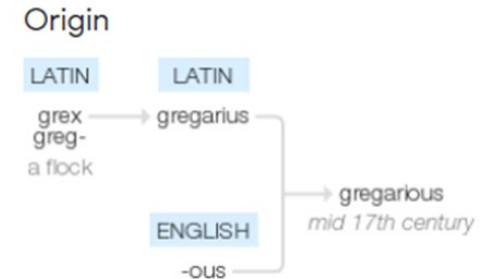 Origin
LATIN LATIN
grex gregarius
greg-
a flock
gregarious
mid 17th century
ENGLISH
-ous